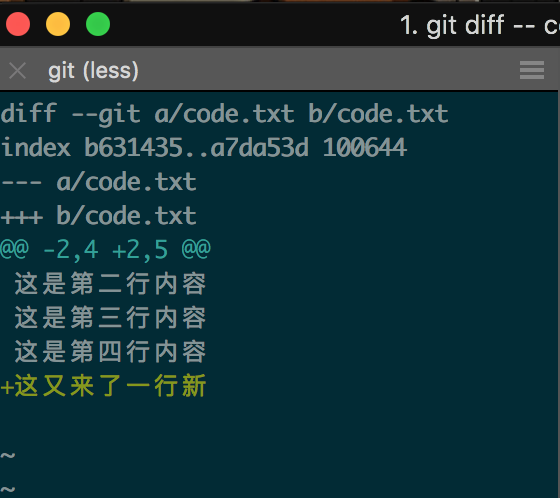 1. git diff -- c
git (less)
diff --git a/code.txt b/code.txt
index b631435..a7da53d 100644
--- a/code.txt
+++ b/code.txt
@@ -2,4 +2,5 @@
 这是第二行内容
 这是第三行内容
 这是第四行内容
+这又来了一行新
~
~